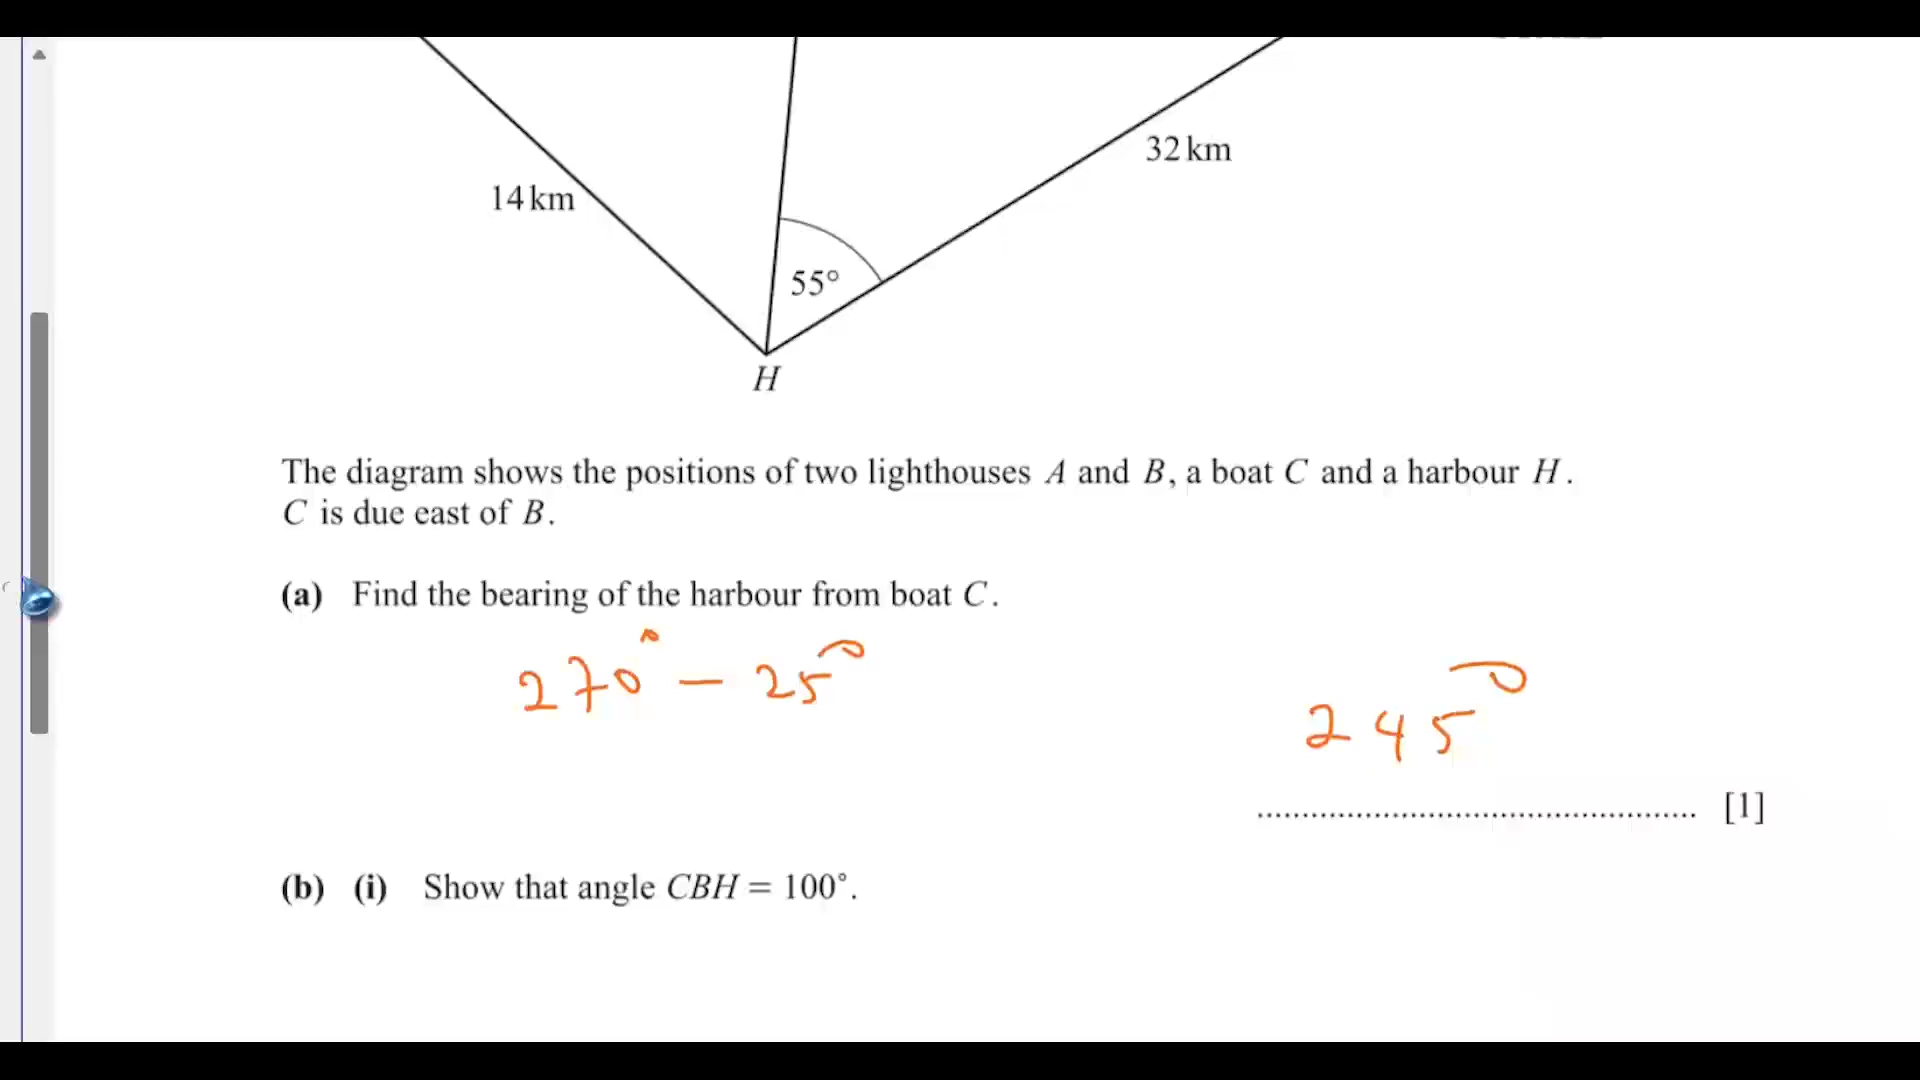 32 km
14 km
55°
H
The diagram shows the positions of two lighthouses A and B, a boat C and a harbour H.
C is due east of B.
(a) Find the bearing of the harbour from boat C.
270° − 25°
245°
................................................ [1]
(b) (i) Show that angle CBH = 100°.